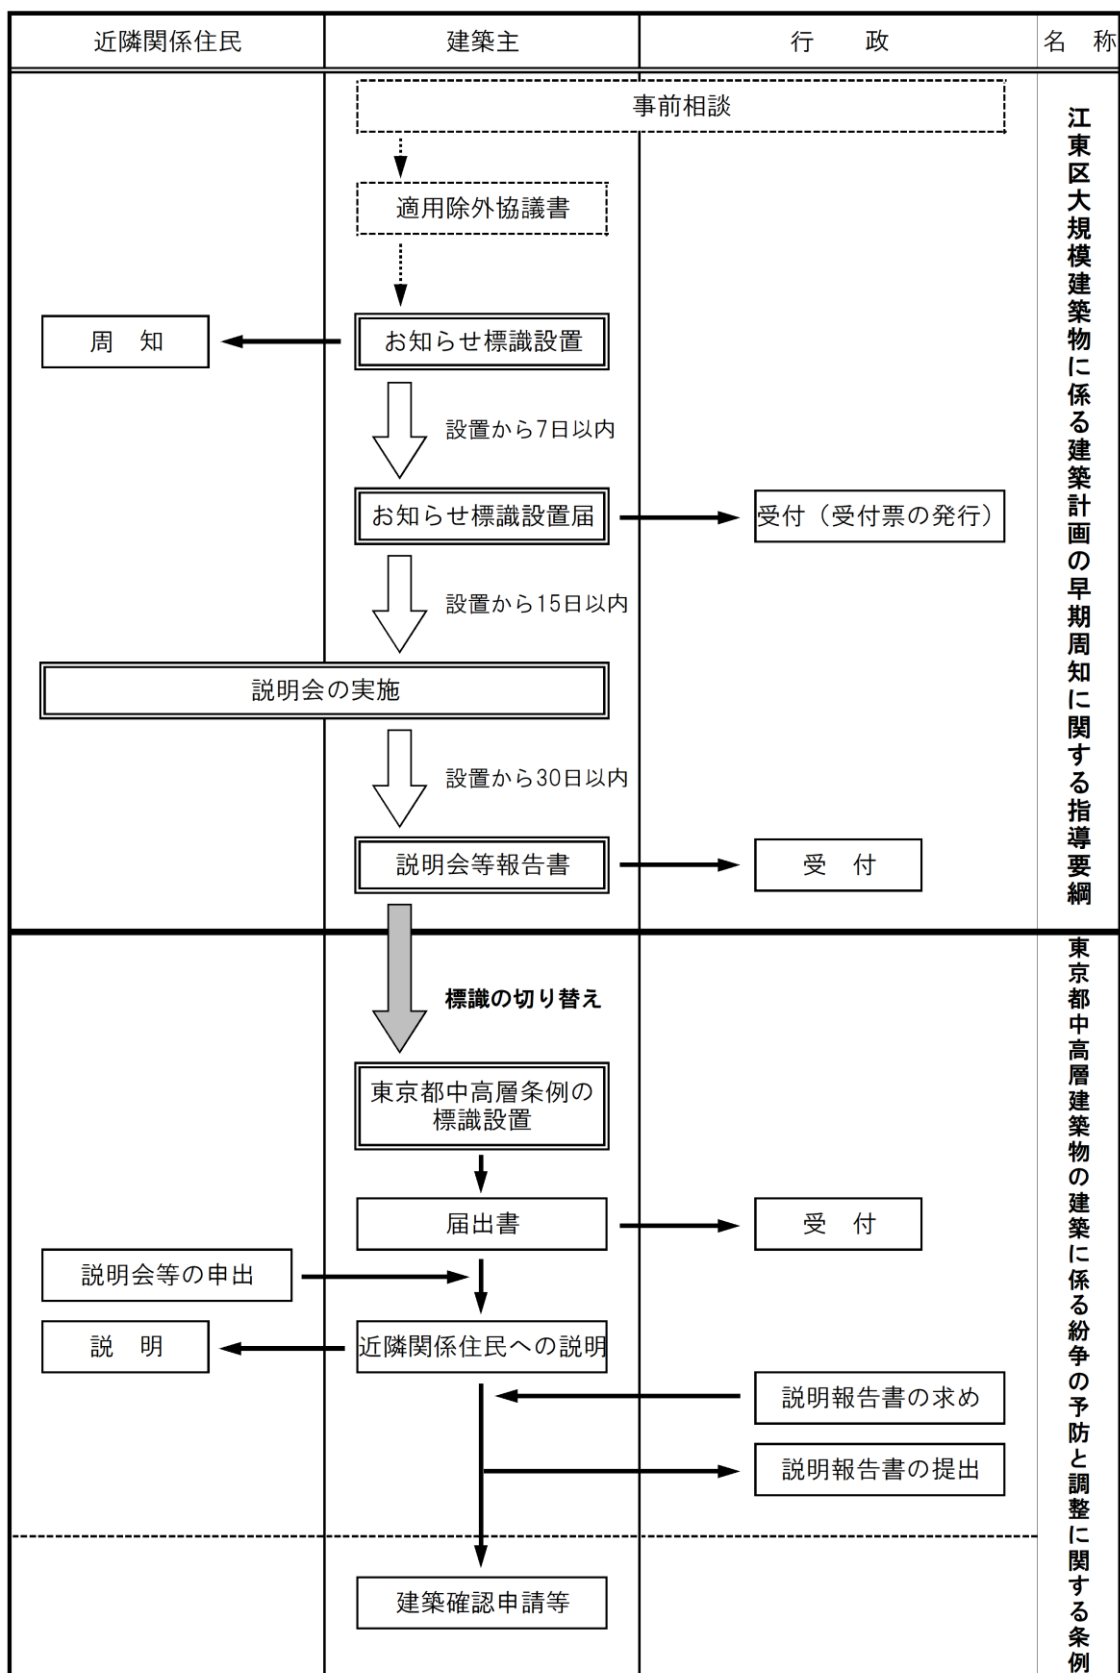 近隣関係住民
建築主
行 政
名 称
事前相談
適用除外協議書
周 知
お知らせ標識設置
設置から7日以内
お知らせ標識設置届
受付（受付票の発行）
設置から15日以内
説明会の実施
設置から30日以内
説明会等報告書
受 付
江東区大規模建築物に係る建築計画の早期周知に関する指導要綱
標識の切り替え
東京都中高層条例の
標識設置
届出書
受 付
説明会等の申出
説 明
近隣関係住民への説明
説明報告書の求め
説明報告書の提出
建築確認申請等
東京都中高層建築物の建築に係る紛争の予防と調整に関する条例